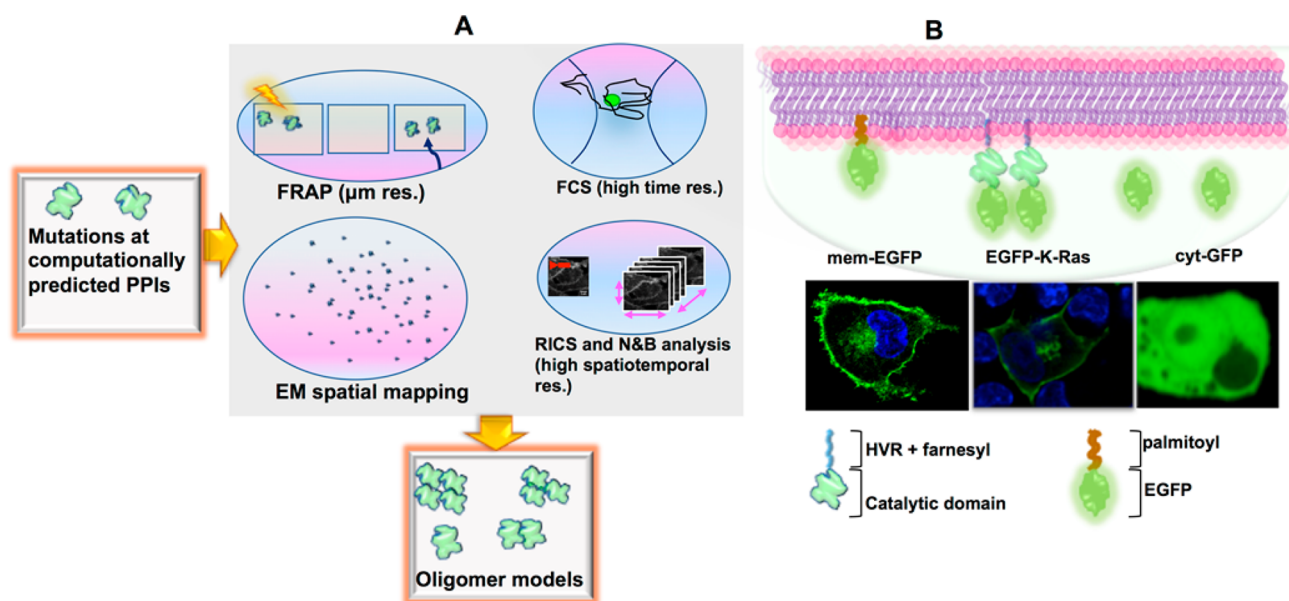 A
B
FRAP (μm res.)
FCS (high time res.)
Mutations at
computationally
predicted PPIs
EM spatial mapping
RICS and N&B analysis
(high spatiotemporal
res.)
Oligomer models
mem-EGFP
EGFP-K-Ras
cyt-GFP
HVR + farnesyl
Catalytic domain
palmitoyl
EGFP